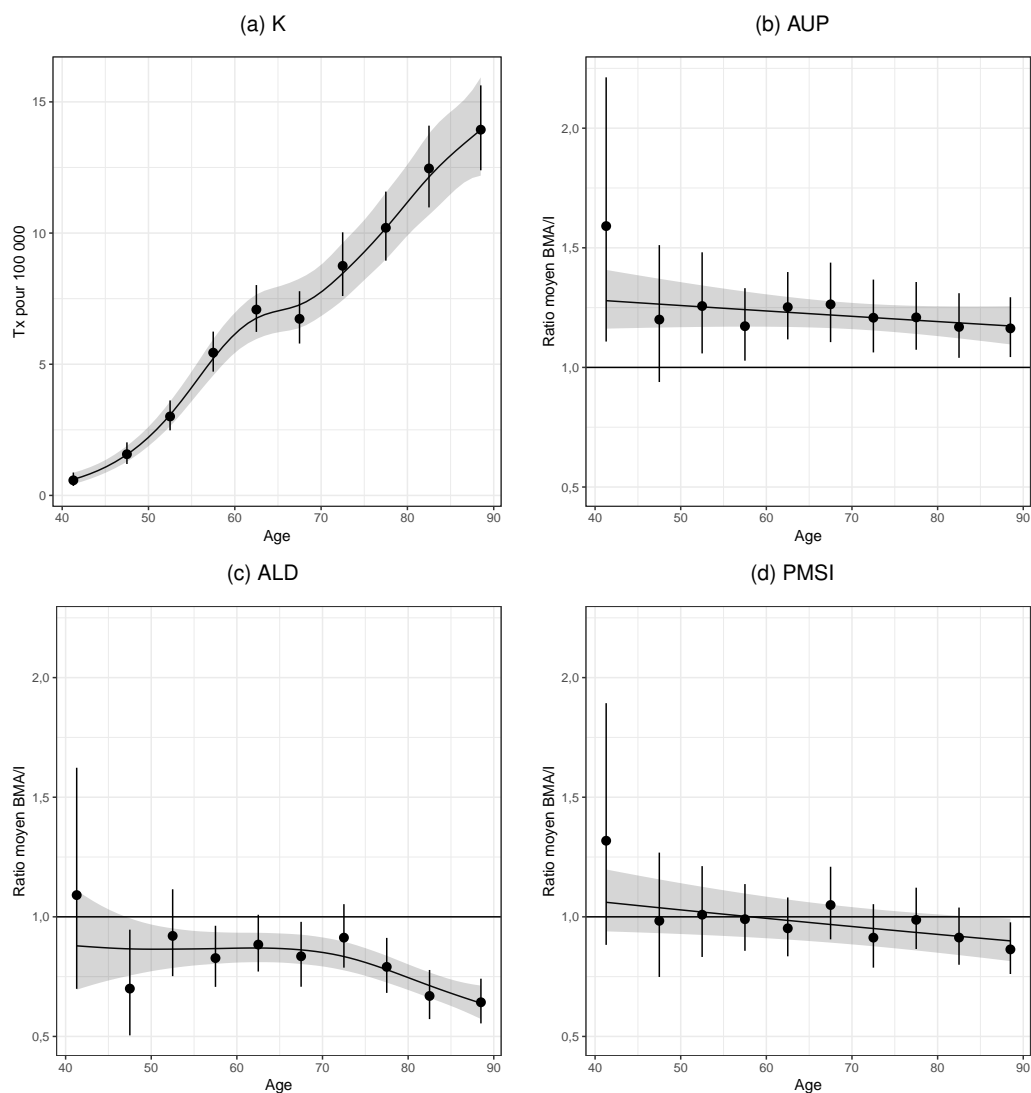 (a) K
Tx pour 100 000
15
10
5
0
40 50 60 70 80 90
Age
(b) AUP
Ratio moyen BMA/I
2,0
1,5
1,0
0,5
40 50 60 70 80 90
Age
(c) ALD
Ratio moyen BMA/I
2,0
1,5
1,0
0,5
40 50 60 70 80 90
Age
(d) PMSI
Ratio moyen BMA/I
2,0
1,5
1,0
0,5
40 50 60 70 80 90
Age